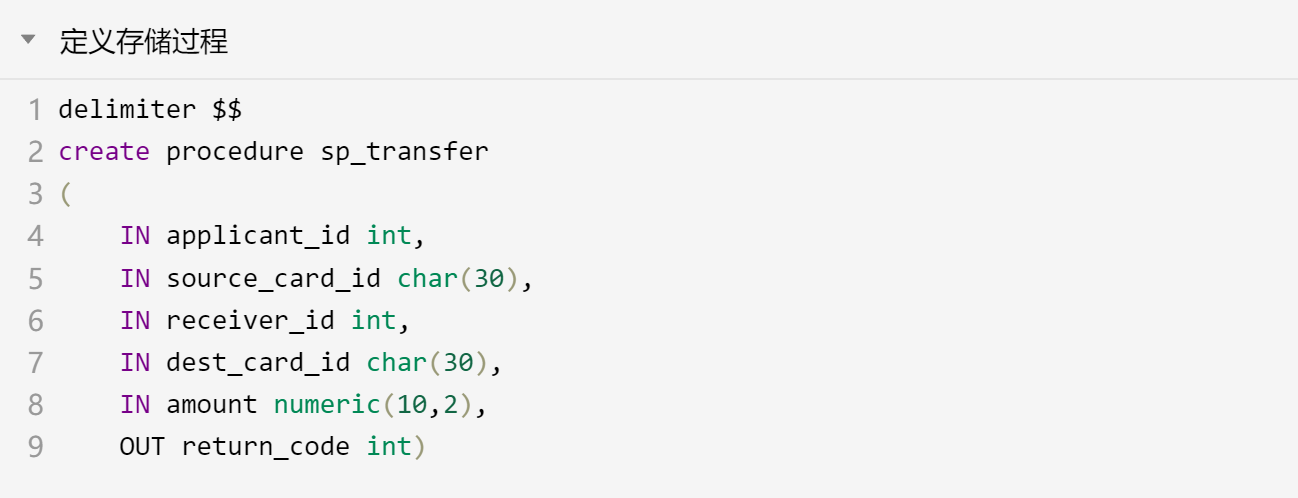 定义存储过程
1 delimiter $$
2 create procedure sp_transfer
3 (
4     IN applicant_id int,
5     IN source_card_id char(30),
6     IN receiver_id int,
7     IN dest_card_id char(30),
8     IN amount numeric(10,2),
9     OUT return_code int)